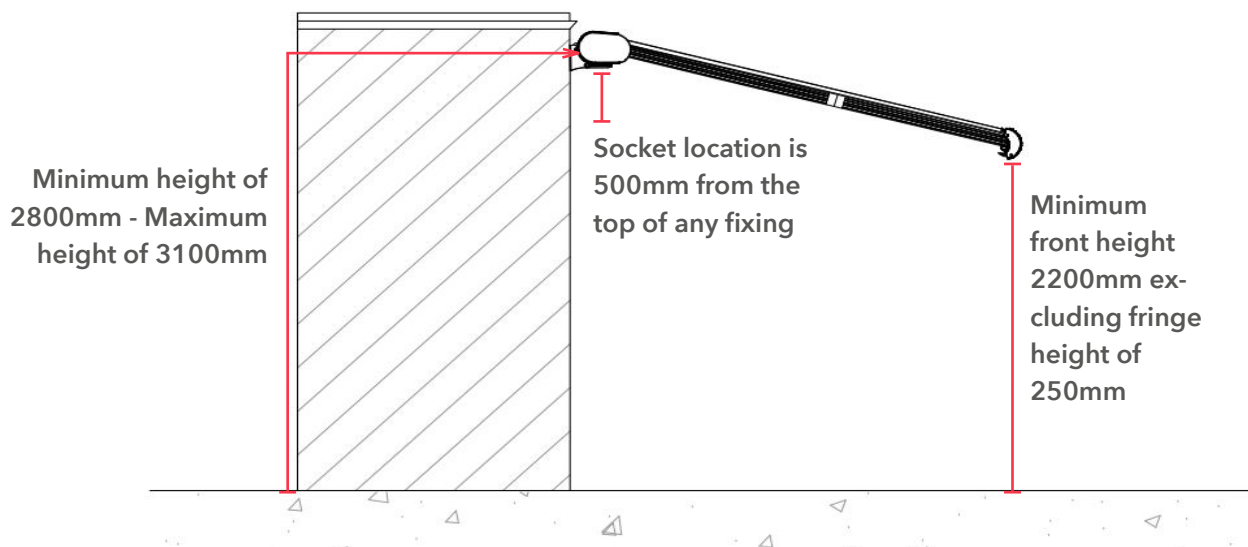 Minimum height of
2800mm - Maximum
height of 3100mm
Socket location is
500mm from the
top of any fixing
Minimum
front height
2200mm ex-
cluding fringe
height of
250mm